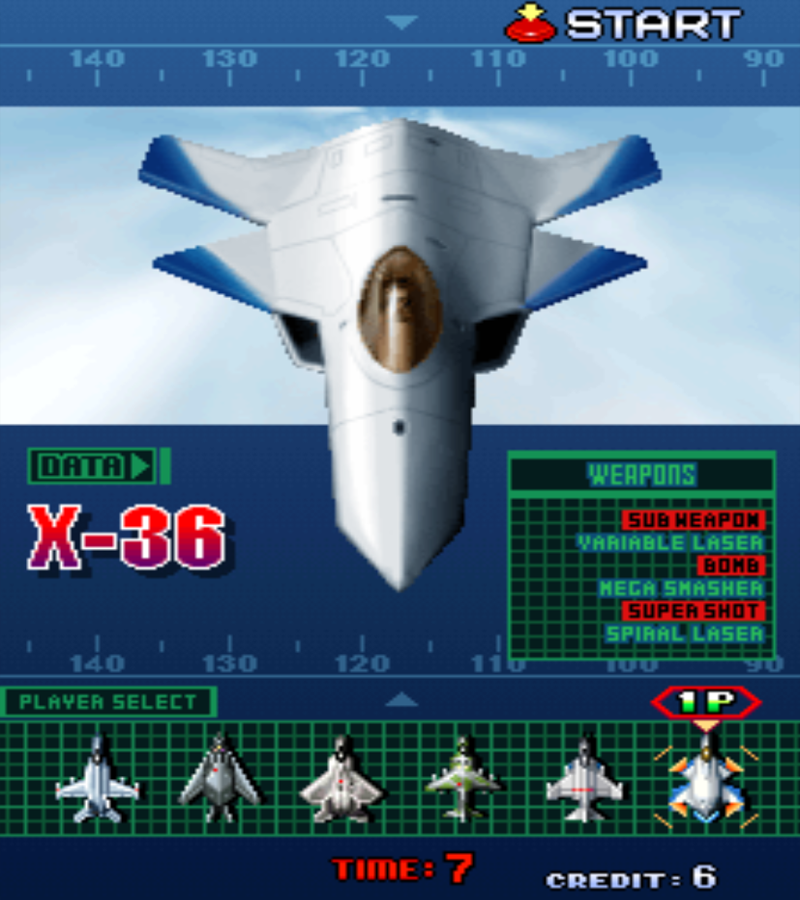 START
140 130 120 110 100 90
DATA
X-36
WEAPONS
SUB WEAPON
VARIABLE LASER
BOMB
MEGA SMASHER
SUPER SHOT
SPIRAL LASER
140 130 120 110 100 90
PLAYER SELECT
1P
TIME: 7
CREDIT: 6